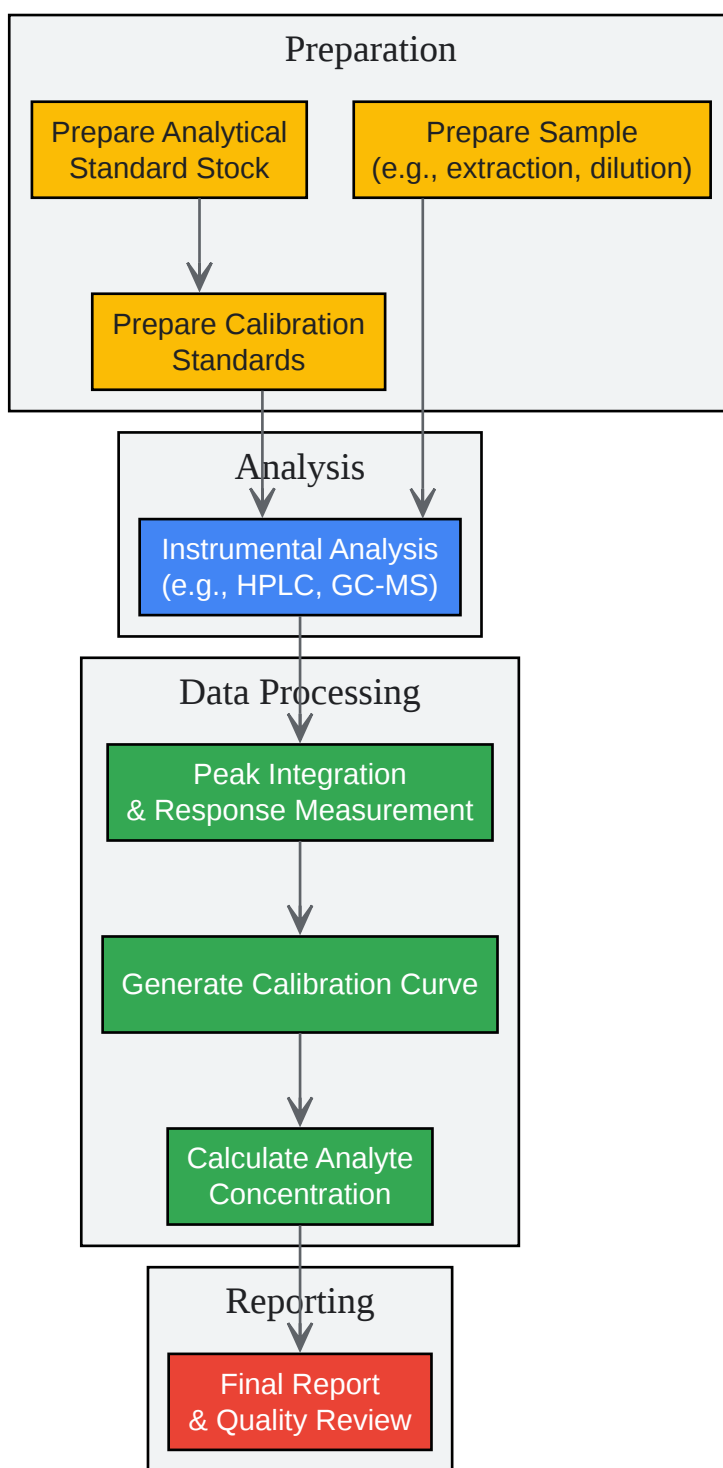 Preparation
Prepare Analytical
Standard Stock
Prepare Sample
(e.g., extraction, dilution)
Prepare Calibration
Standards
Analysis
Instrumental Analysis
(e.g., HPLC, GC-MS)
Data Processing
Peak Integration
& Response Measurement
Generate Calibration Curve
Calculate Analyte
Concentration
Reporting
Final Report
& Quality Review